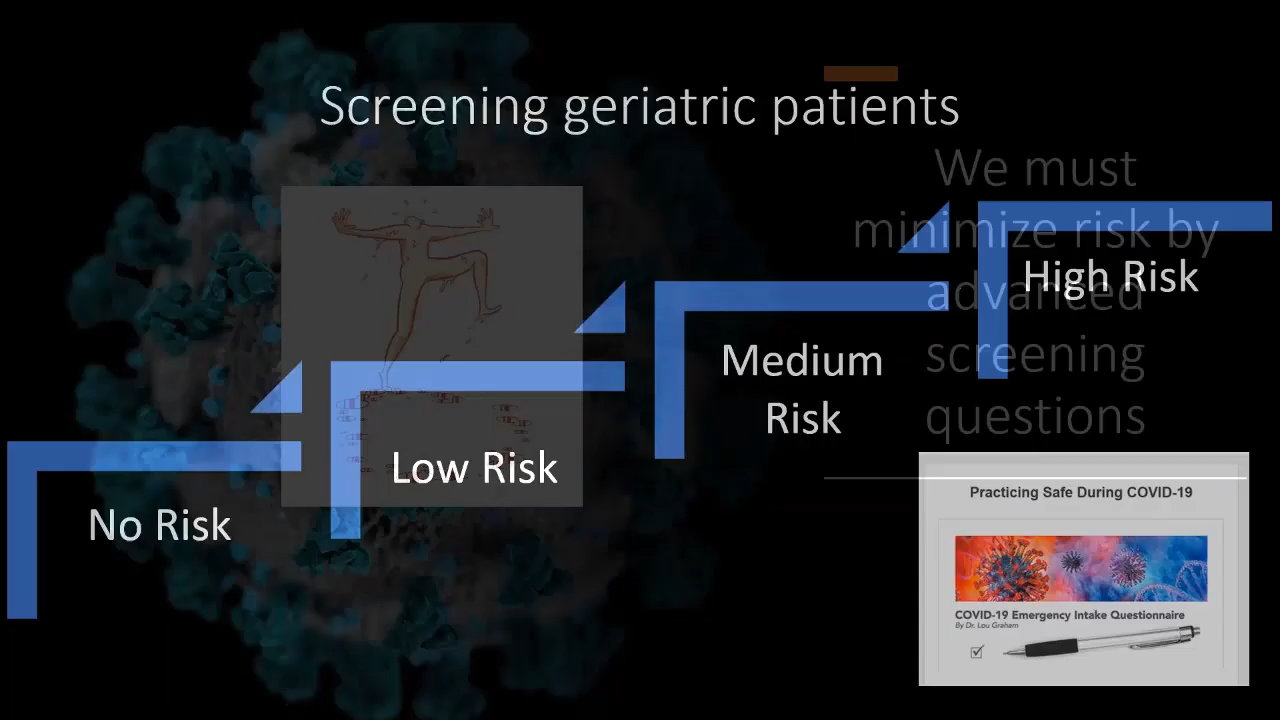 Screening geriatric patients
We must
minimize risk by
advanced
screening
questions
High Risk
Medium
Risk
Low Risk
No Risk
Practicing Safe During COVID-19
COVID-19 Emergency Intake Questionnaire
By Dr. Lou Graham